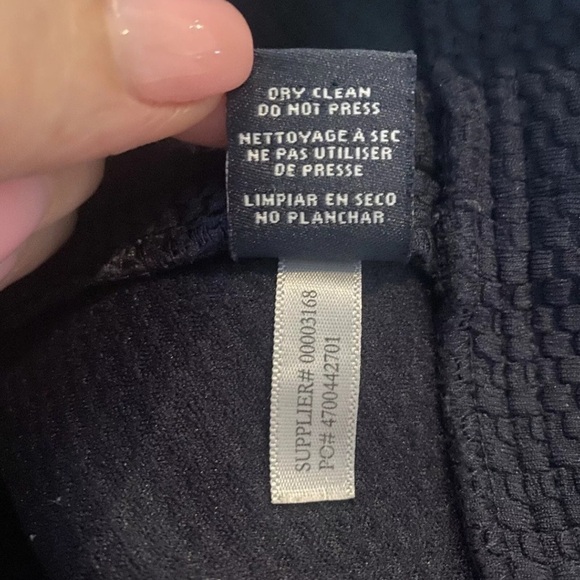 DRY CLEAN
DO NOT PRESS
NETTOYAGE À SEC
NE PAS UTILISER
DE PRESSE
LIMPIAR EN SECO
NO PLANCHAR
SUPPLIER# 00003168
PO# 4700442701